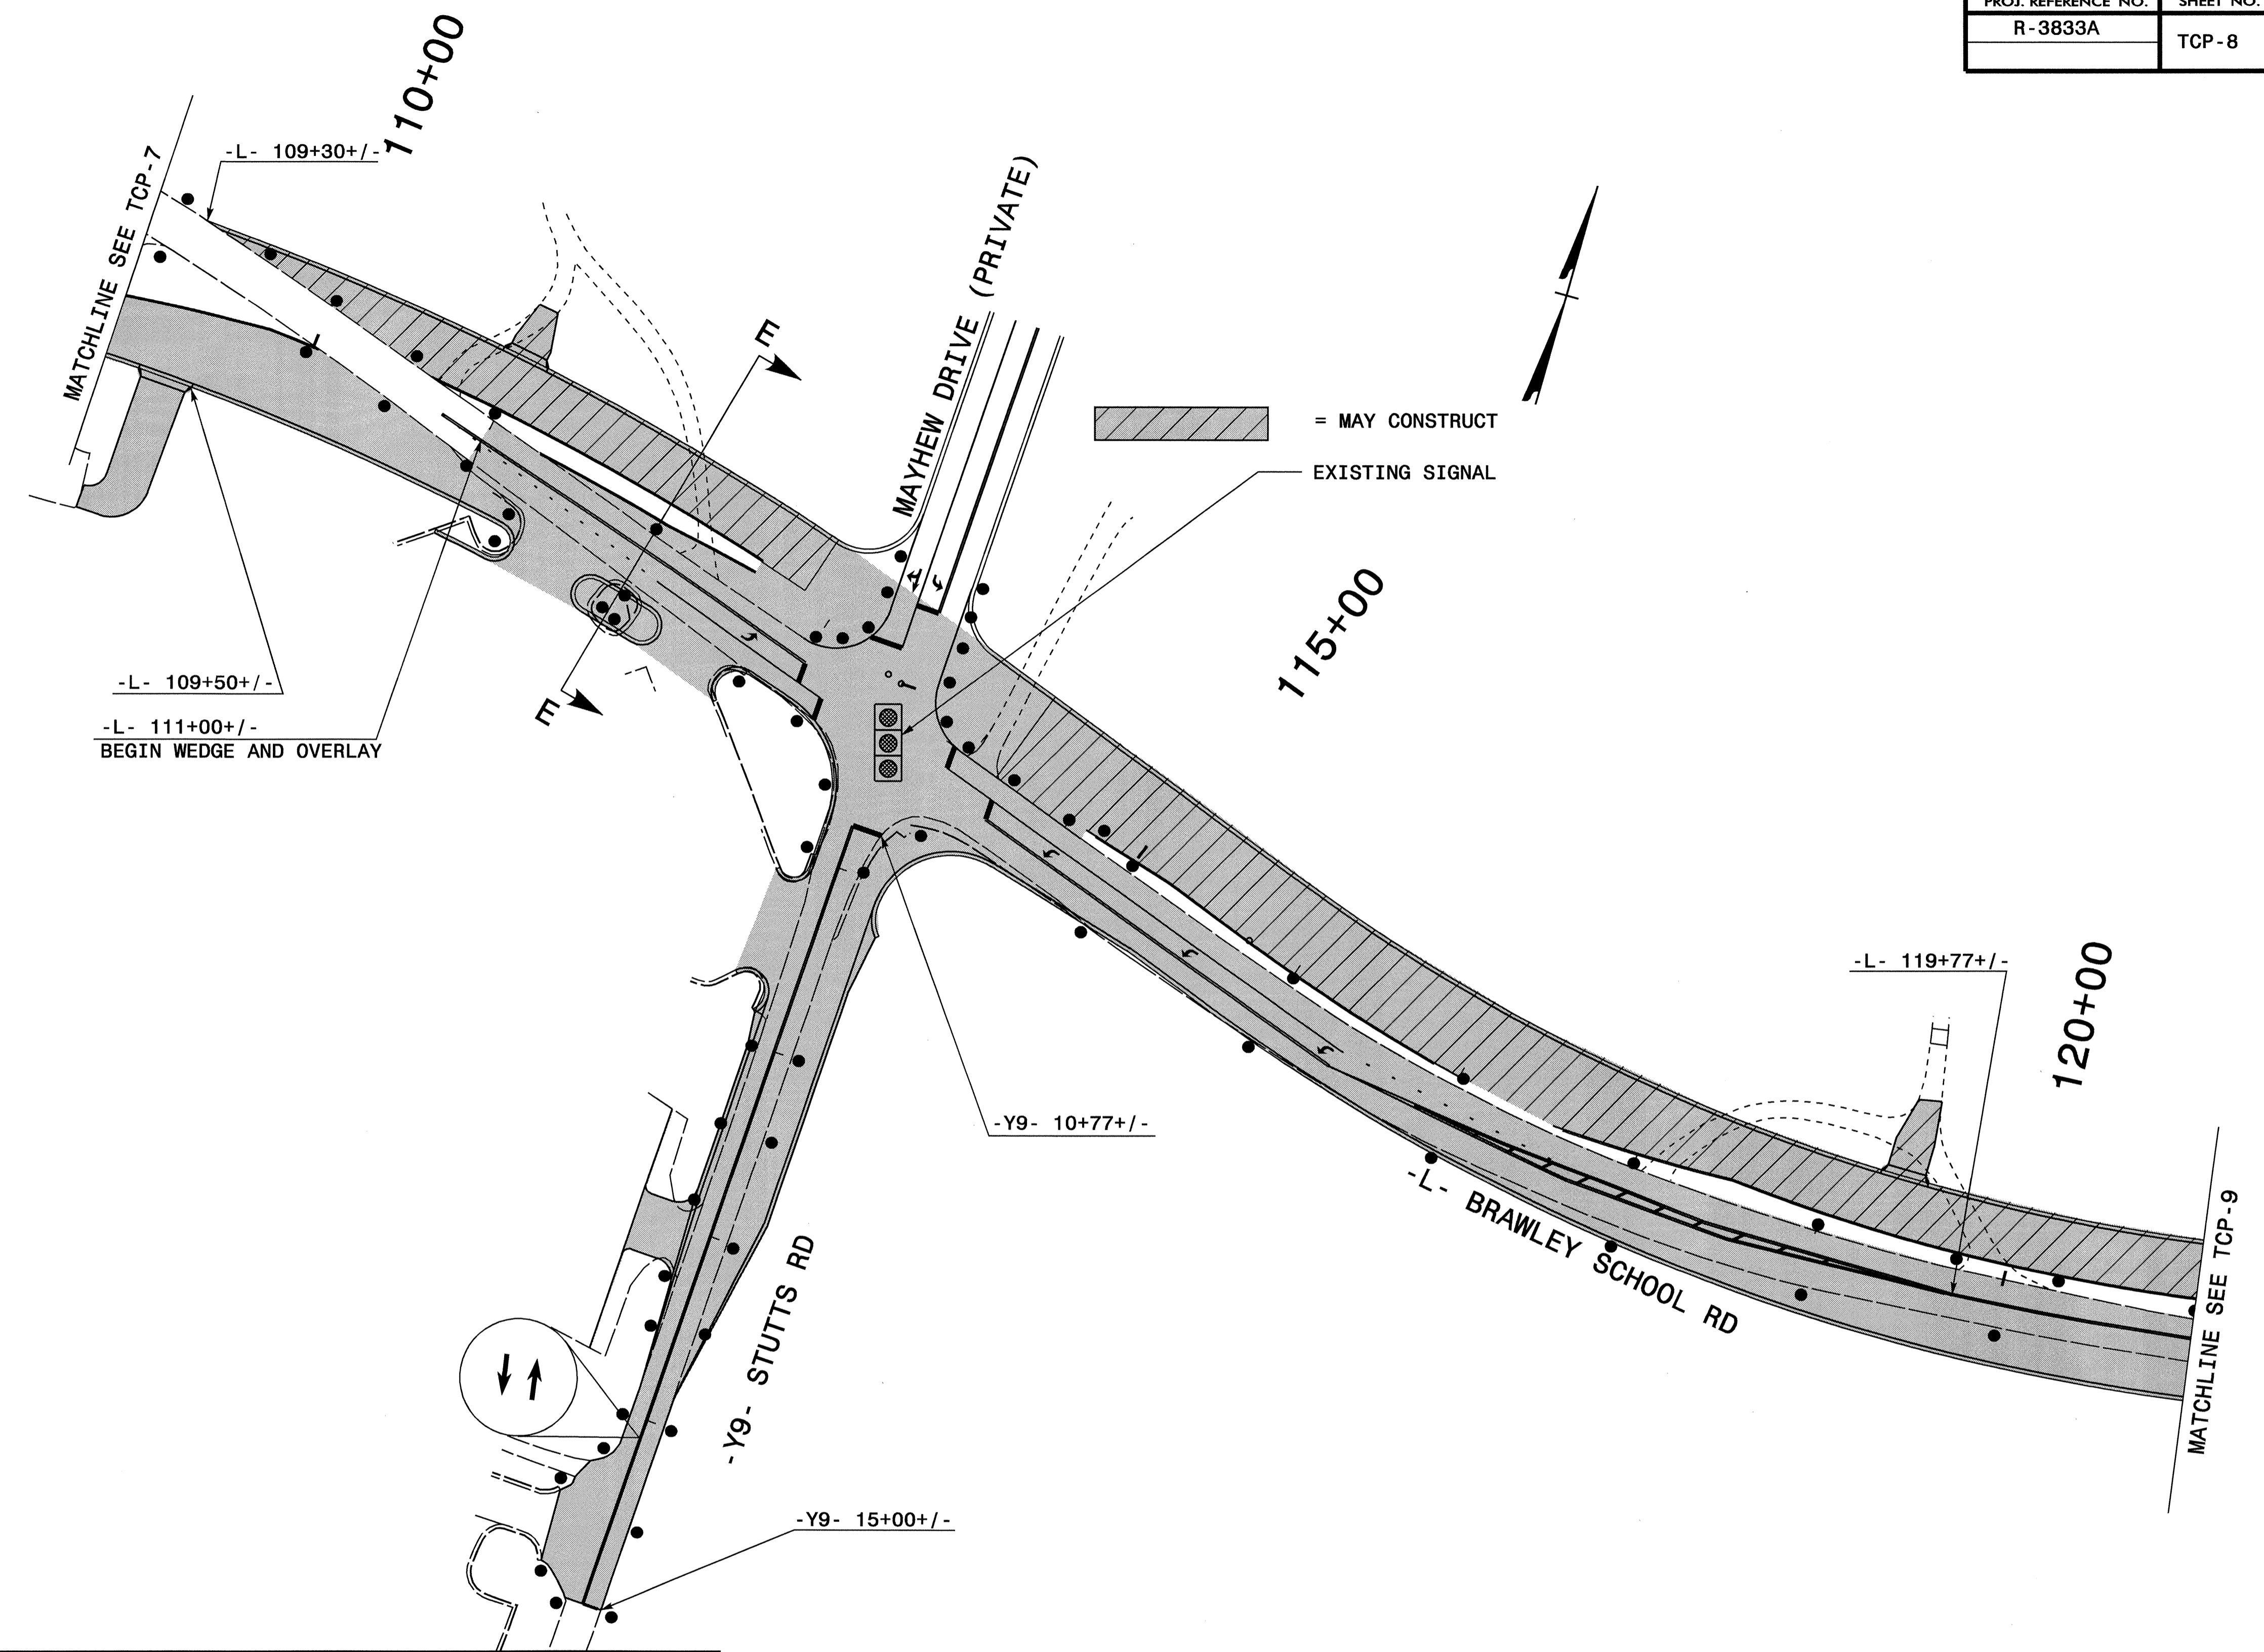 PROJ. REFERENCE NO.
SHEET NO.
R-3833A
TCP-8
110+00
-L- 109+30+/-
MATCHLINE SEE TCP-7
MAYHEW DRIVE (PRIVATE)
E
= MAY CONSTRUCT
EXISTING SIGNAL
115+00
-L- 109+50+/-
E
-L- 111+00+/-
BEGIN WEDGE AND OVERLAY
-L- 119+77+/-
120+00
-Y9- 10+77+/-
-L- BRAWLEY SCHOOL RD
MATCHLINE SEE TCP-9
-Y9- STUTTS RD
-Y9- 15+00+/-